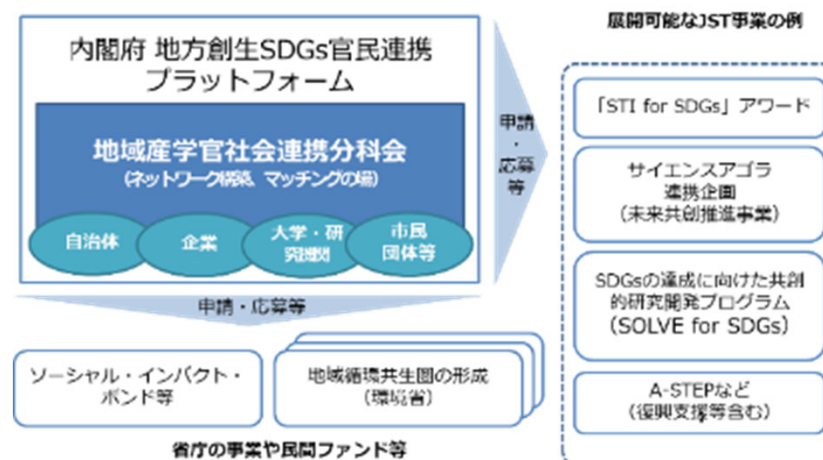 内閣府 地方創生SDGs官民連携
プラットフォーム
地域産学官社会連携分科会
(ネットワーク構築、マッチングの場)
自治体
企業
大学・研
究機関
市民
団体等
申請
・
応募
等
申請・応募等
ソーシャル・インパクト・
ボンド等
地域循環共生圏の形成
(環境省)
省庁の事業や民間ファンド等
展開可能なJST事業の例
「STI for SDGs」アワード
サイエンスアゴラ
連携企画
(未来共創推進事業)
SDGsの達成に向けた共創
的研究開発プログラム
(SOLVE for SDGs)
A-STEPなど
(復興支援等含む)